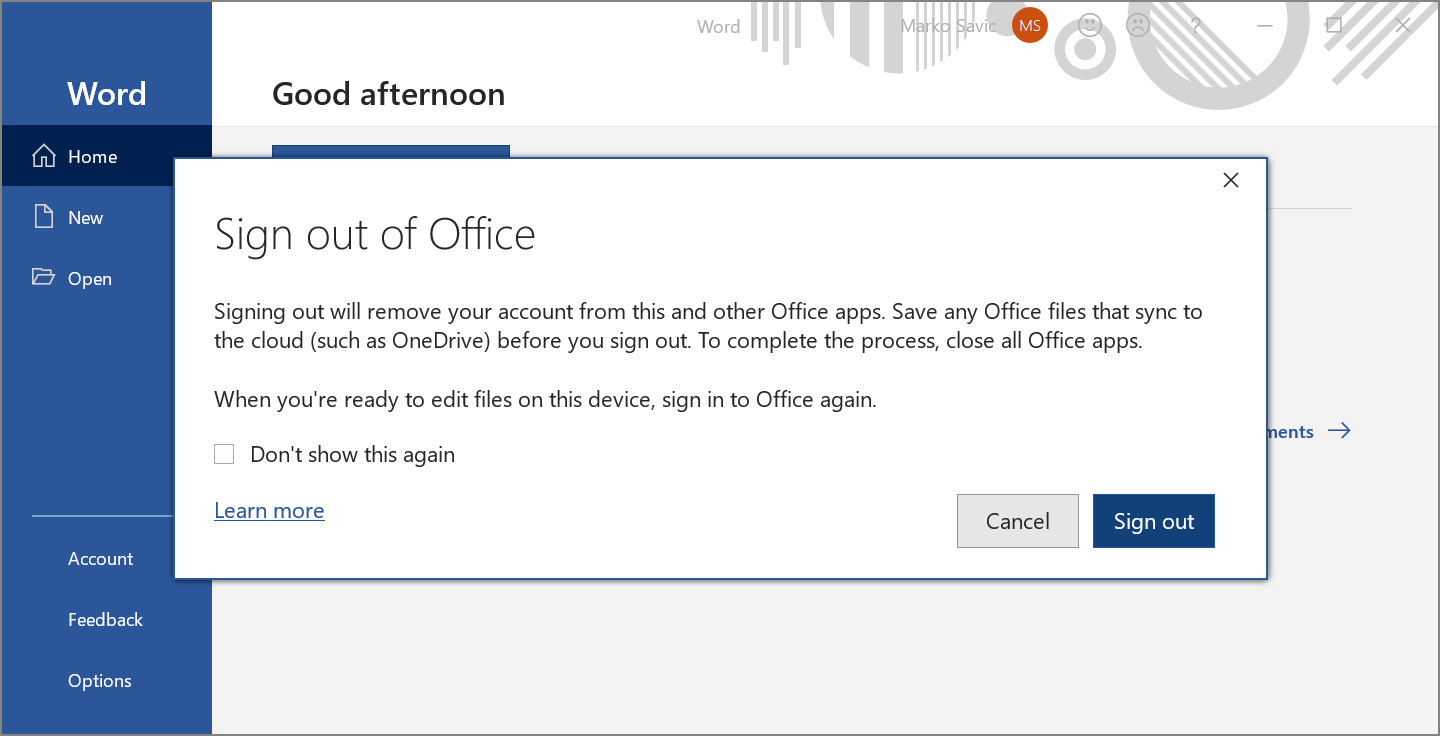 Word
Marko Savic
MS
?
Word
Good afternoon
Home
New
Open
Sign out of Office
Signing out will remove your account from this and other Office apps. Save any Office files that sync to
the cloud (such as OneDrive) before you sign out. To complete the process, close all Office apps.
When you're ready to edit files on this device, sign in to Office again.
Don't show this again
Learn more
Cancel
Sign out
Account
Feedback
Options